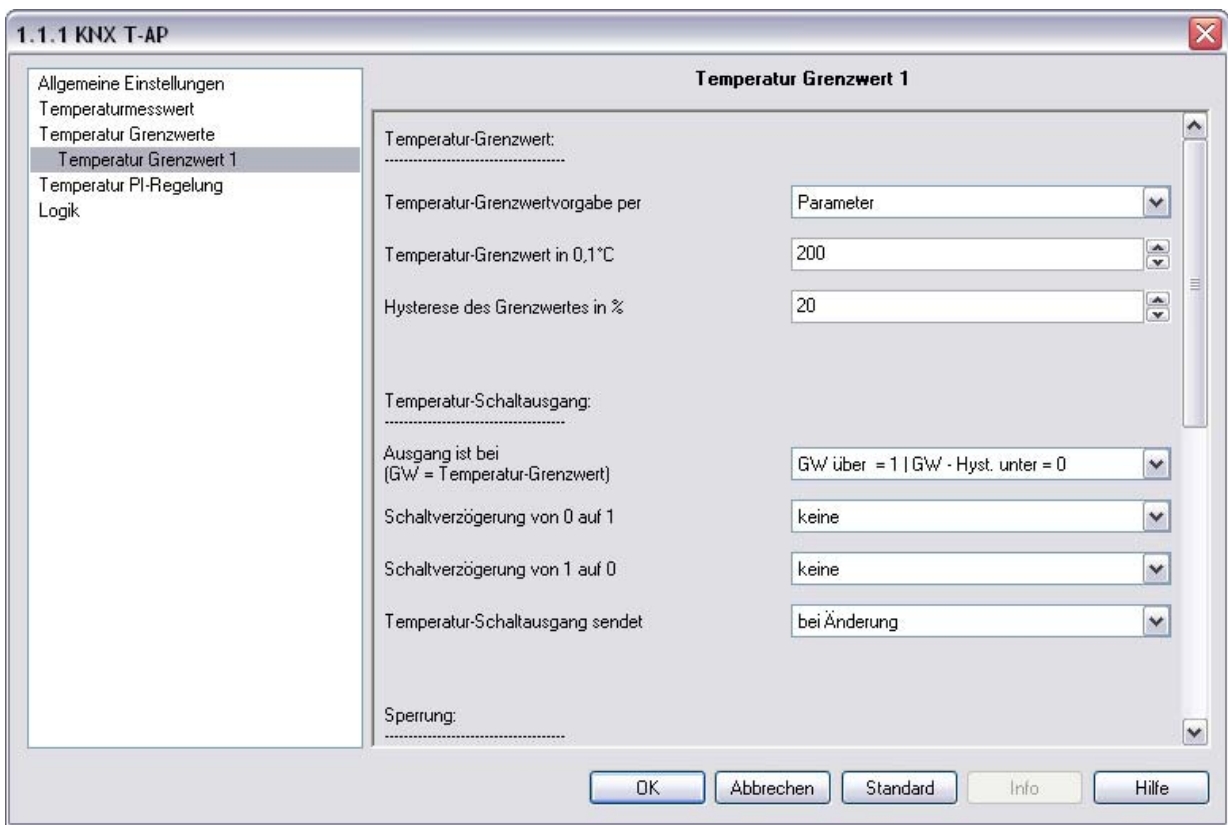 1.1.1 KNX T-AP
Allgemeine Einstellungen
Temperaturmesswert
Temperatur Grenzwerte
Temperatur Grenzwert 1
Temperatur PI-Regelung
Logik
Temperatur Grenzwert 1
Temperatur-Grenzwert:
------------------------------------
Temperatur-Grenzwertvorgabe per
Parameter
Temperatur-Grenzwert in 0,1°C
200
Hysterese des Grenzwertes in %
20
Temperatur-Schaltausgang:
------------------------------------
Ausgang ist bei
(GW = Temperatur-Grenzwert)
GW über = 1 | GW - Hyst. unter = 0
Schaltverzögerung von 0 auf 1
keine
Schaltverzögerung von 1 auf 0
keine
Temperatur-Schaltausgang sendet
bei Änderung
Sperrung:
------------------------------------
OK
Abbrechen
Standard
Info
Hilfe